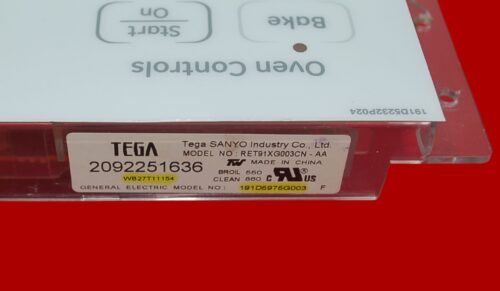 Start
On
Bake
Oven Controls
191D5232P024
TEGA
Tega SANYO Industry Co., Ltd.
MODEL NO : RET91XG003CN - AA
2092251636
MADE IN CHINA
WB27T11154
BROIL 550
CLEAN 880
C US
GENERAL ELECTRIC MODEL NO : 191D5975G003 F